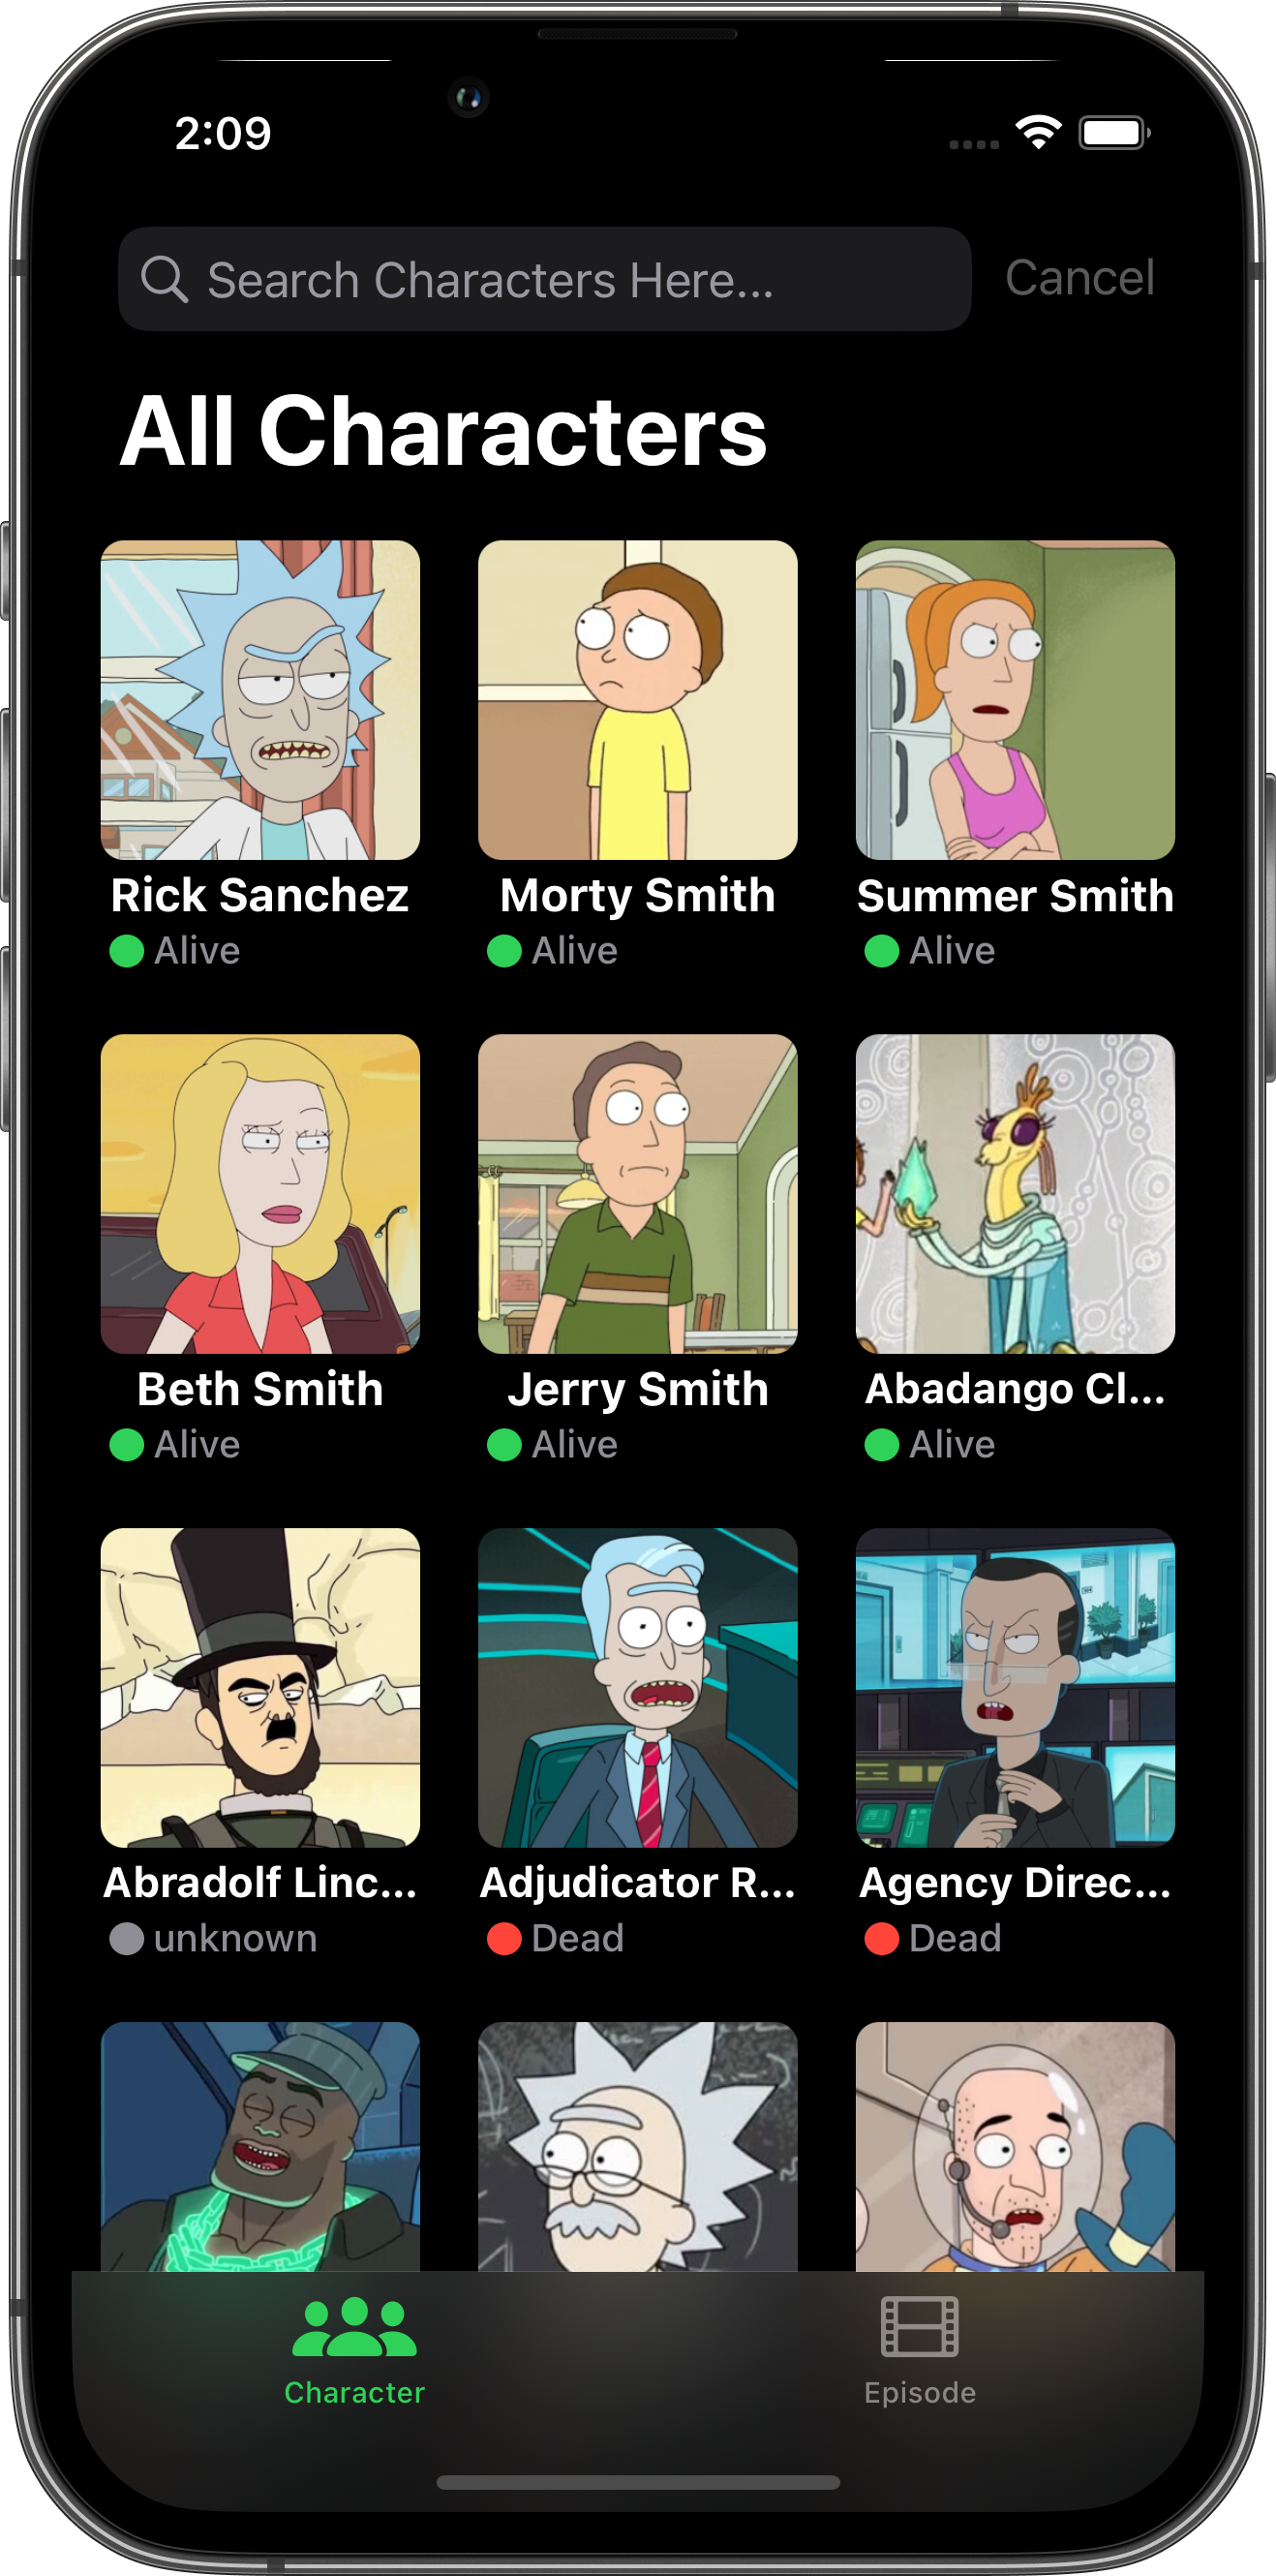 2:09
Search Characters Here...
Cancel
All Characters
Rick Sanchez
Morty Smith
Summer Smith
Alive
Alive
Alive
Beth Smith
Jerry Smith
Abadango Cl...
Alive
Alive
Alive
Abradolf Linc...
Adjudicator R...
Agency Direc...
unknown
Dead
Dead
Character
Episode